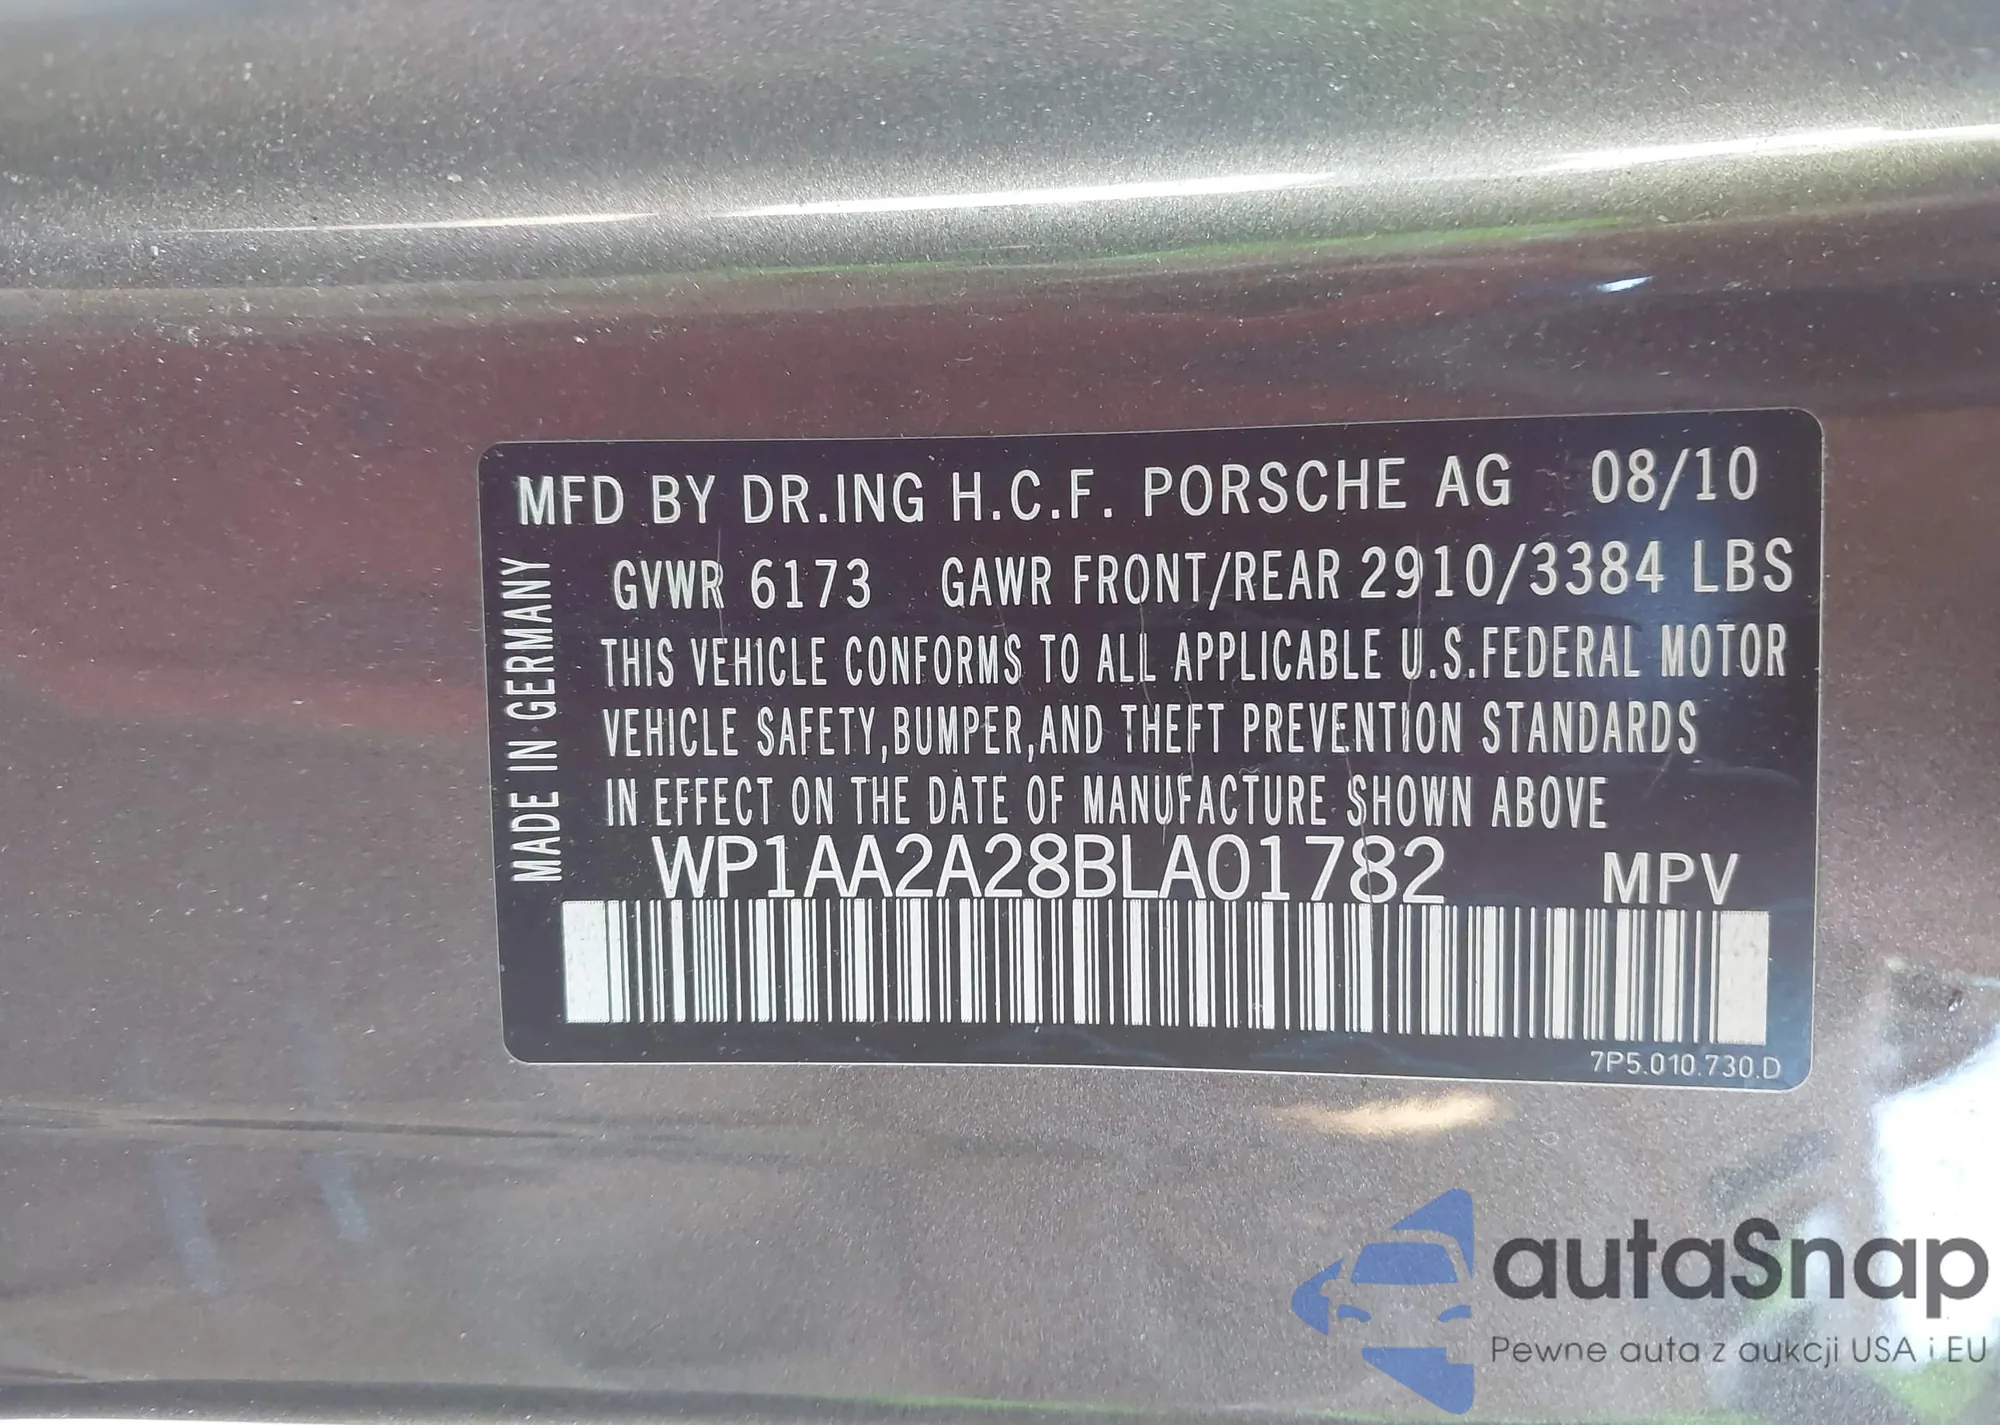 MFD BY DR.ING H.C.F. PORSCHE AG 08/10
GVWR 6173 GAWR FRONT/REAR 2910/3384 LBS
THIS VEHICLE CONFORMS TO ALL APPLICABLE U.S.FEDERAL MOTOR
VEHICLE SAFETY,BUMPER,AND THEFT PREVENTION STANDARDS
IN EFFECT ON THE DATE OF MANUFACTURE SHOWN ABOVE
WP1AA2A28BLA01782 MPV
MADE IN GERMANY
7P5.010.730.D
autaSnap
Pewne auta z aukcji USA i EU